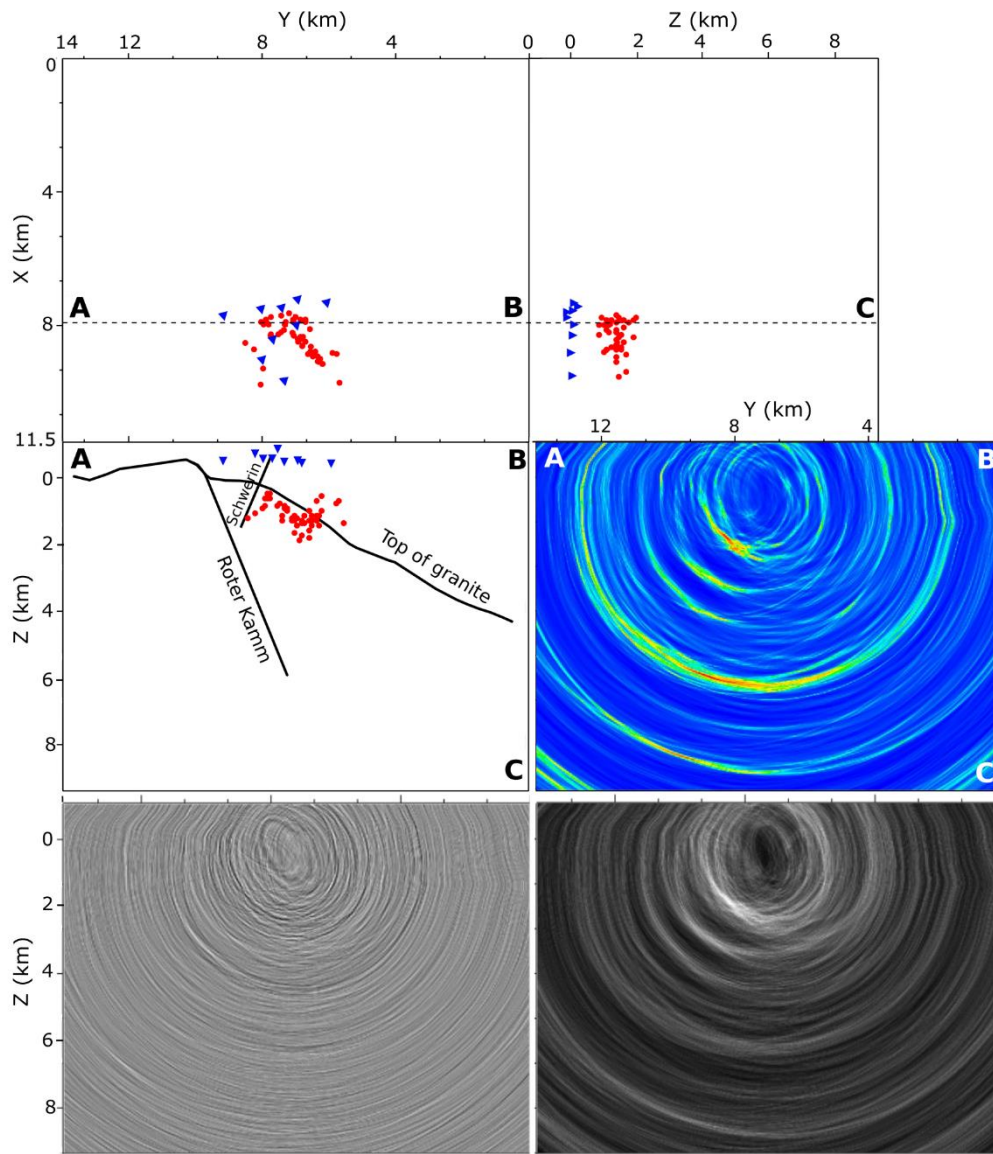 Y (km) Z (km)
14 12 8 4 0 0 2 4 6 8
0
4
X (km)
A B C
8
Y (km)
11.5 12 8 4
A B A B
0
Schwerin
2
Top of granite
Z (km)
4
Roter Kamm
6
8
C C
0
2
Z (km)
4
6
8